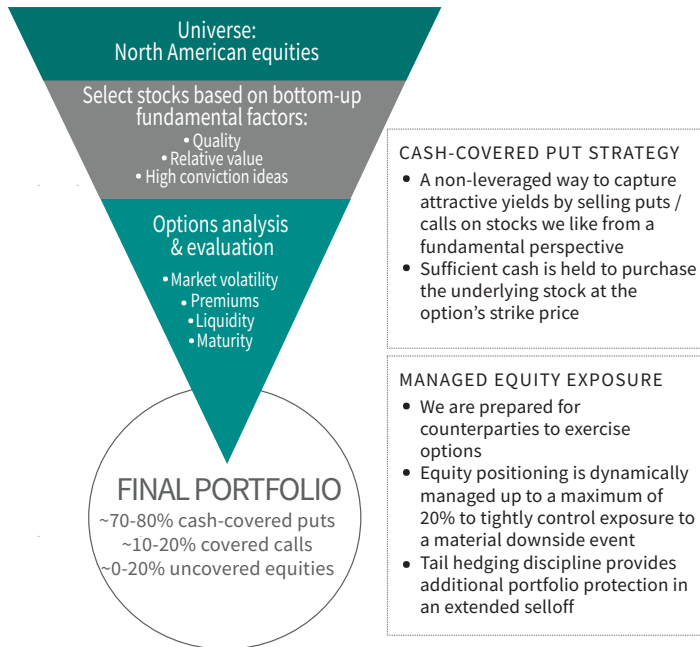 Universe:
North American equities
Select stocks based on bottom-up
fundamental factors:
• Quality
• Relative value
• High conviction ideas
Options analysis
& evaluation
• Market volatility
• Premiums
• Liquidity
• Maturity
FINAL PORTFOLIO
~70-80% cash-covered puts
~10-20% covered calls
~0-20% uncovered equities
CASH-COVERED PUT STRATEGY
• A non-leveraged way to capture
attractive yields by selling puts /
calls on stocks we like from a
fundamental perspective
• Sufficient cash is held to purchase
the underlying stock at the
option’s strike price
MANAGED EQUITY EXPOSURE
• We are prepared for
counterparties to exercise
options
• Equity positioning is dynamically
managed up to a maximum of
20% to tightly control exposure to
a material downside event
• Tail hedging discipline provides
additional portfolio protection in
an extended selloff